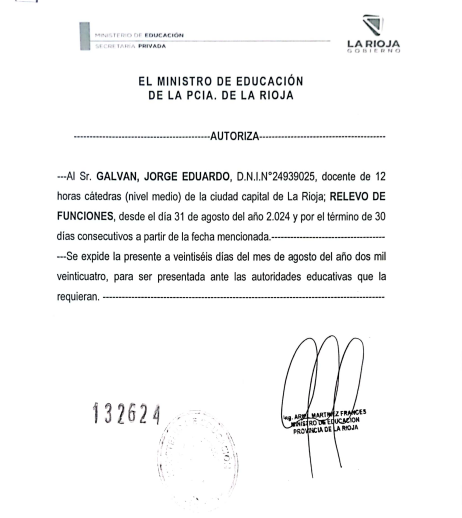 MINISTERIO DE EDUCACIÓN
SECRETARÍA PRIVADA
LA RIOJA
GOBIERNO
EL MINISTRO DE EDUCACIÓN
DE LA PCIA. DE LA RIOJA
------------------------------------------AUTORIZA---------------------------------------
---Al Sr. GALVAN, JORGE EDUARDO, D.N.I.N°24939025, docente de 12
horas cátedras (nivel medio) de la ciudad capital de La Rioja; RELEVO DE
FUNCIONES, desde el día 31 de agosto del año 2.024 y por el término de 30
días consecutivos a partir de la fecha mencionada.-----------------------------------
---Se expide la presente a veintiséis días del mes de agosto del año dos mil
veinticuatro, para ser presentada ante las autoridades educativas que la
requieran. ---------------------------------------------------------------------------------------
132624
Ing. ARIEL MARTINEZ FRANCES
MINISTRO DE EDUCACIÓN
PROVINCIA DE LA RIOJA